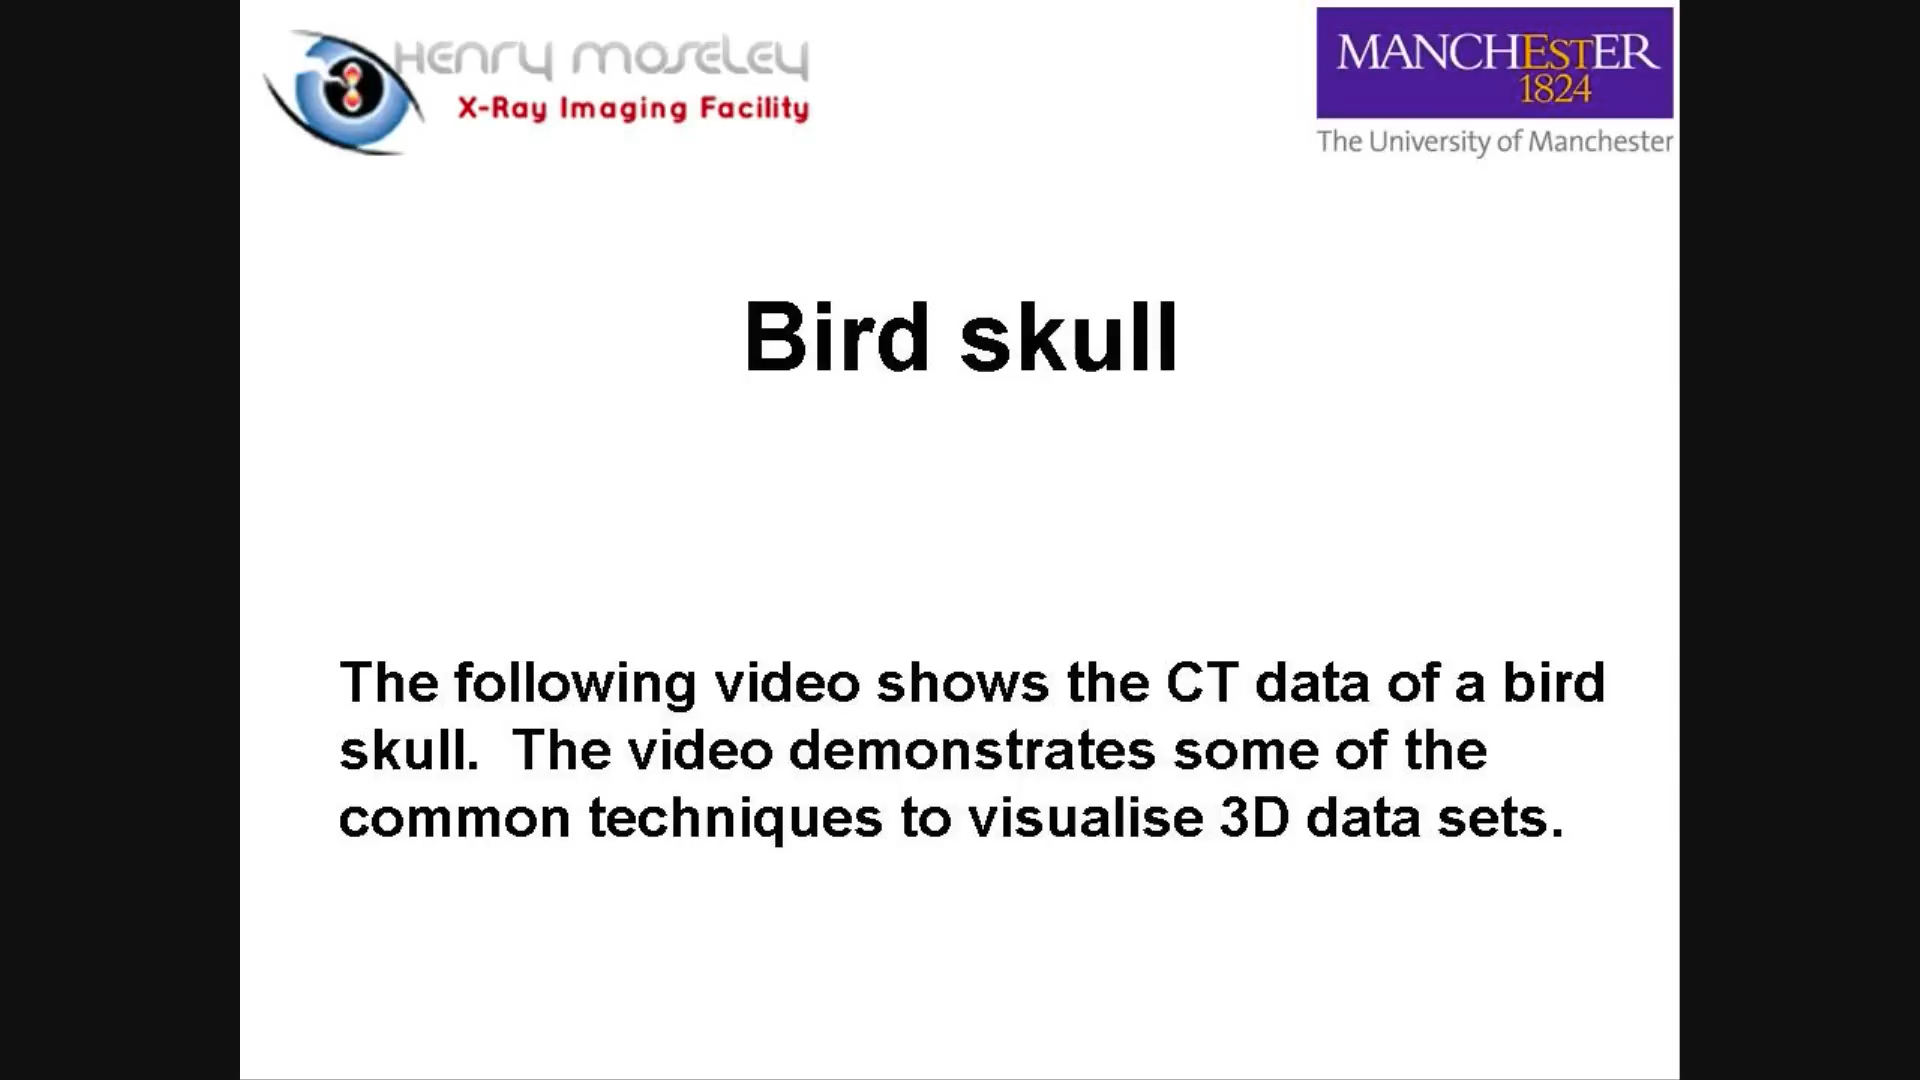 Henry Moseley
X-Ray Imaging Facility
MANCHEsTER
1824
The University of Manchester
Bird skull
The following video shows the CT data of a bird
skull.  The video demonstrates some of the
common techniques to visualise 3D data sets.